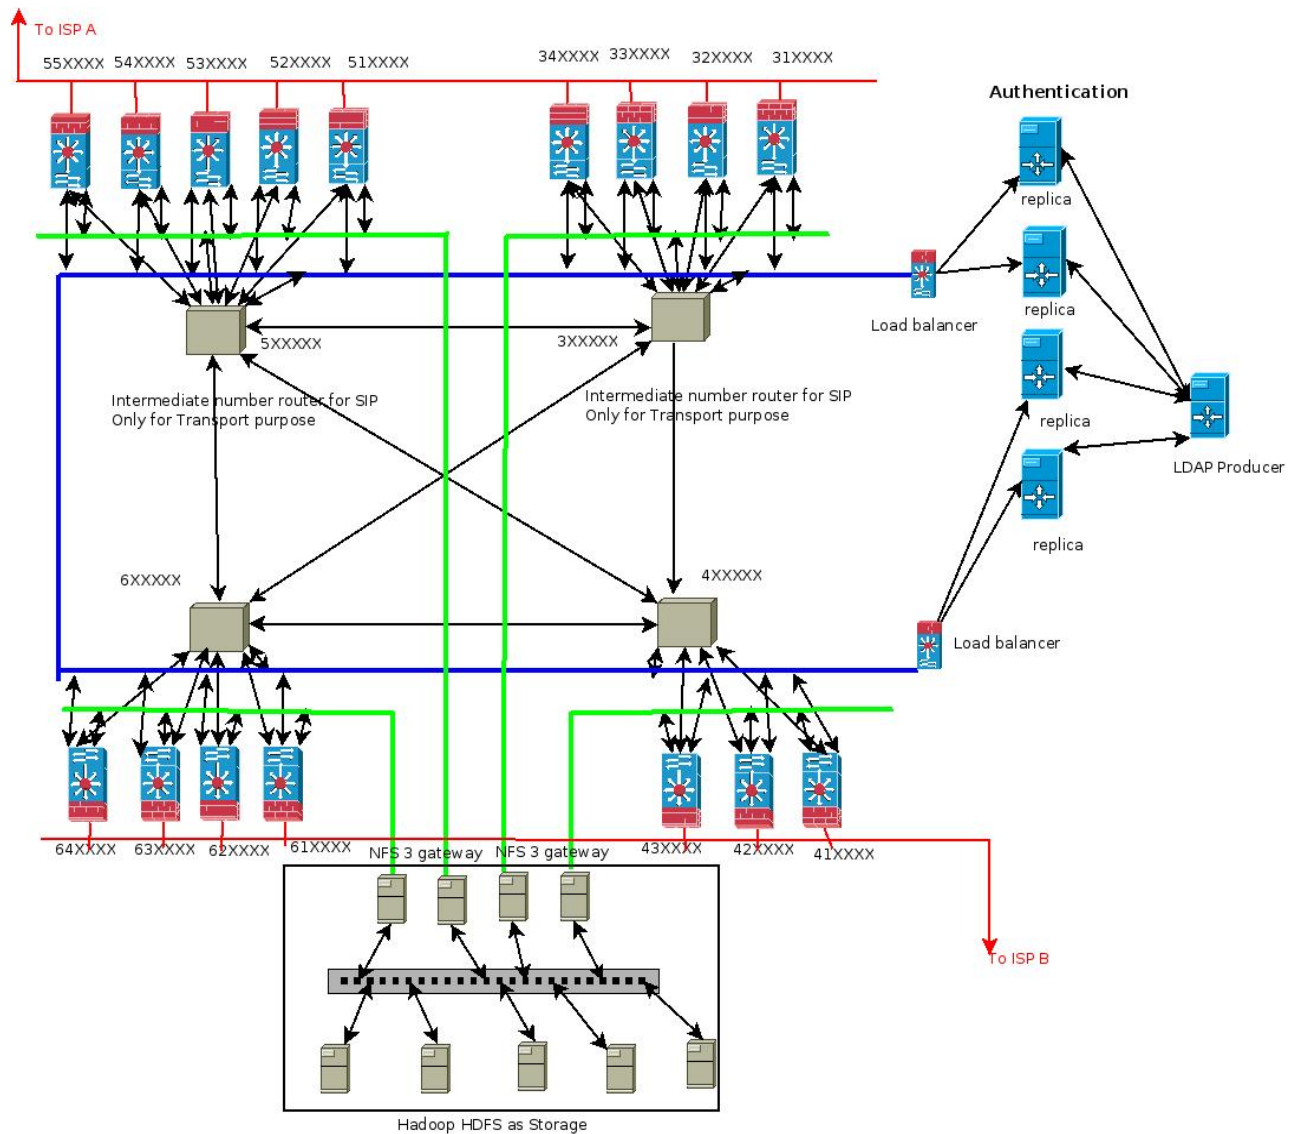 To ISP A
55XXXX
54XXXX
53XXXX
52XXXX
51XXXX
34XXXX
33XXXX
32XXXX
31XXXX
Authentication
replica
replica
Load balancer
5XXXXX
3XXXXX
Intermediate number router for SIP
Only for Transport purpose
Intermediate number router for SIP
Only for Transport purpose
replica
LDAP Producer
replica
6XXXXX
4XXXXX
Load balancer
64XXXX
63XXXX
62XXXX
61XXXX
NFS 3 gateway
NFS 3 gateway
43XXXX
42XXXX
41XXXX
To ISP B
Hadoop HDFS as Storage